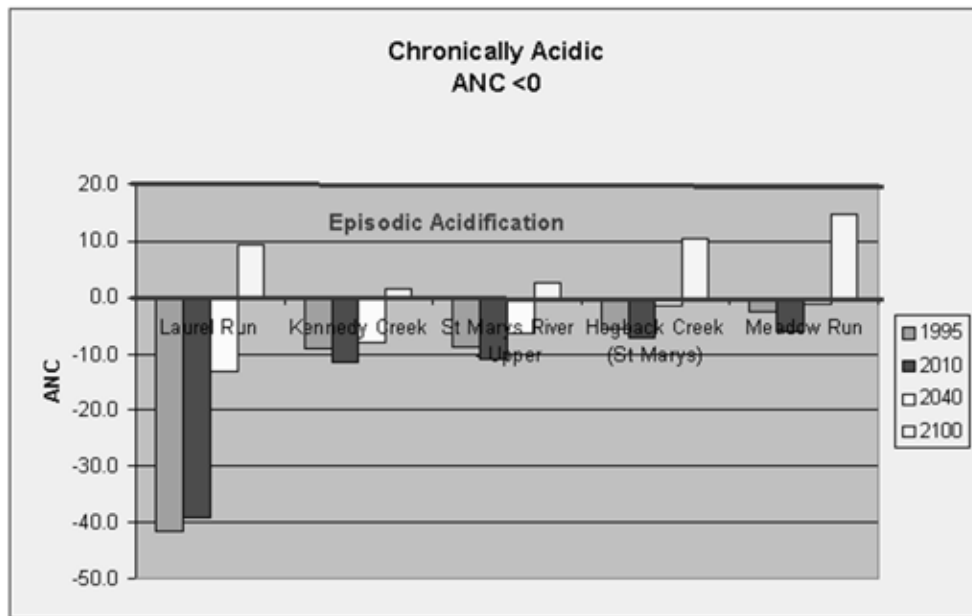 Chronically Acidic
ANC <0
20.0
Episodic Acidification
10.0
0.0
Laurel Run Kennedy Creek St Marys River Hogback Creek Meadow Run
- Upper (St Marys)
-10.0
-20.0
-30.0
-40.0
-50.0
ANC
1995
2010
2040
2100